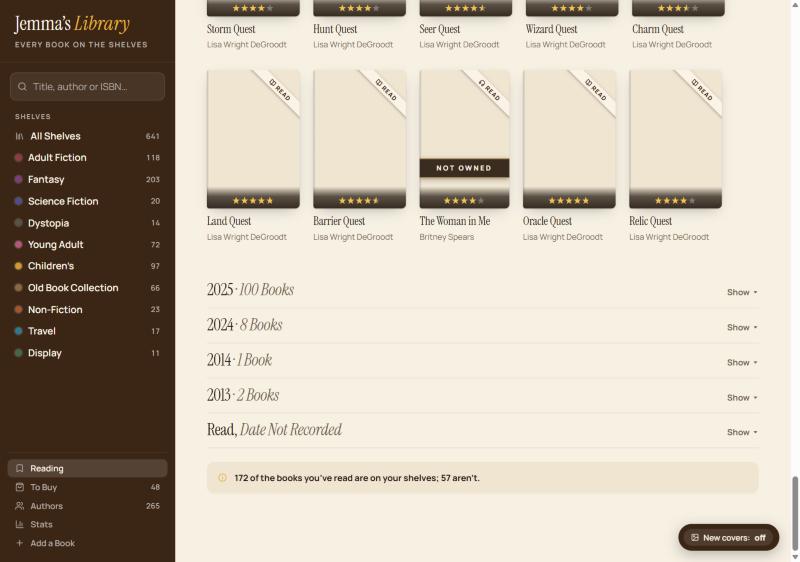 Jemma's Library
EVERY BOOK ON THE SHELVES
Title, author or ISBN...
SHELVES
All Shelves 641
Adult Fiction 118
Fantasy 203
Science Fiction 20
Dystopia 14
Young Adult 72
Children's 97
Old Book Collection 66
Non-Fiction 23
Travel 17
Display 11
Reading
To Buy 48
Authors 265
Stats
Add a Book
Storm Quest
Lisa Wright DeGroodt
Hunt Quest
Lisa Wright DeGroodt
Seer Quest
Lisa Wright DeGroodt
Wizard Quest
Lisa Wright DeGroodt
Charm Quest
Lisa Wright DeGroodt
READ
Land Quest
Lisa Wright DeGroodt
READ
Barrier Quest
Lisa Wright DeGroodt
READ
NOT OWNED
The Woman in Me
Britney Spears
READ
Oracle Quest
Lisa Wright DeGroodt
READ
Relic Quest
Lisa Wright DeGroodt
2025 · 100 Books Show
2024 · 8 Books Show
2014 · 1 Book Show
2013 · 2 Books Show
Read, Date Not Recorded Show
172 of the books you've read are on your shelves; 57 aren't.
New covers: off